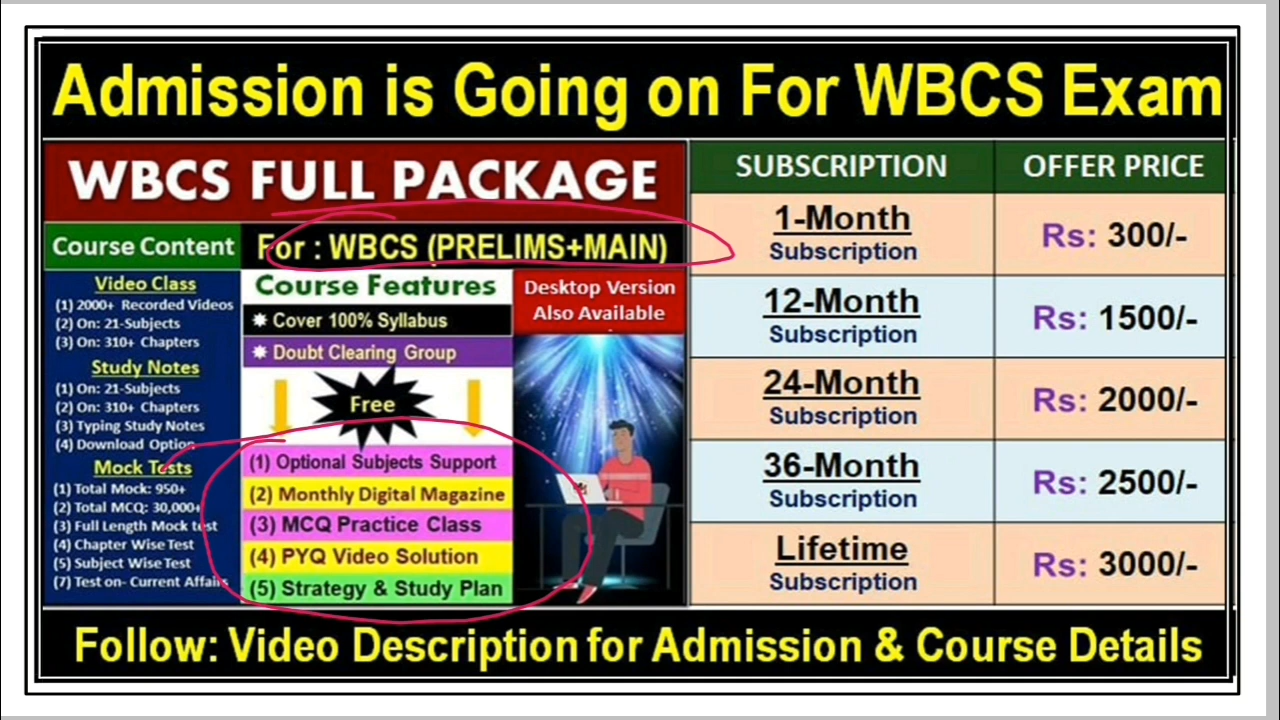 Admission is Going on For WBCS Exam
WBCS FULL PACKAGE
Course Content
For : WBCS (PRELIMS+MAIN)
Video Class
(1) 2000+ Recorded Videos
(2) On: 21-Subjects
(3) On: 310+ Chapters
Study Notes
(1) On: 21-Subjects
(2) On: 310+ Chapters
(3) Typing Study Notes
(4) Download Option
Mock Tests
(1) Total Mock: 950+
(2) Total MCQ: 30,000+
(3) Full Length Mock test
(4) Chapter Wise Test
(5) Subject Wise Test
(7) Test on- Current Affairs
Course Features
✸ Cover 100% Syllabus
✸ Doubt Clearing Group
Free
(1) Optional Subjects Support
(2) Monthly Digital Magazine
(3) MCQ Practice Class
(4) PYQ Video Solution
(5) Strategy & Study Plan
Desktop Version
Also Available
SUBSCRIPTION OFFER PRICE
1-Month
Subscription
Rs: 300/-
12-Month
Subscription
Rs: 1500/-
24-Month
Subscription
Rs: 2000/-
36-Month
Subscription
Rs: 2500/-
Lifetime
Subscription
Rs: 3000/-
Follow: Video Description for Admission & Course Details